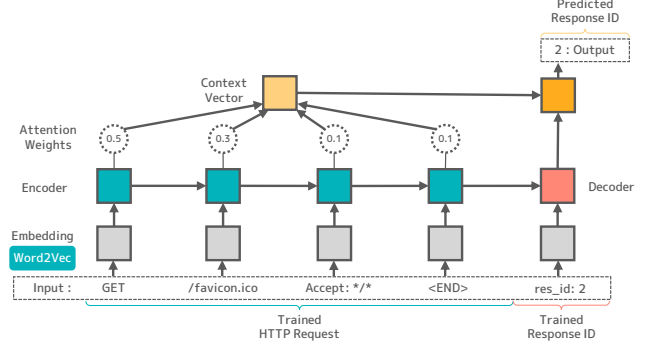 Predicted
Response ID
2 : Output
Context
Vector
Attention
Weights
0.5
0.3
0.1
0.1
Encoder
Decoder
Embedding
Word2Vec
Input : GET /favicon.ico Accept: */* <END> res_id: 2
Trained
HTTP Request
Trained
Response ID